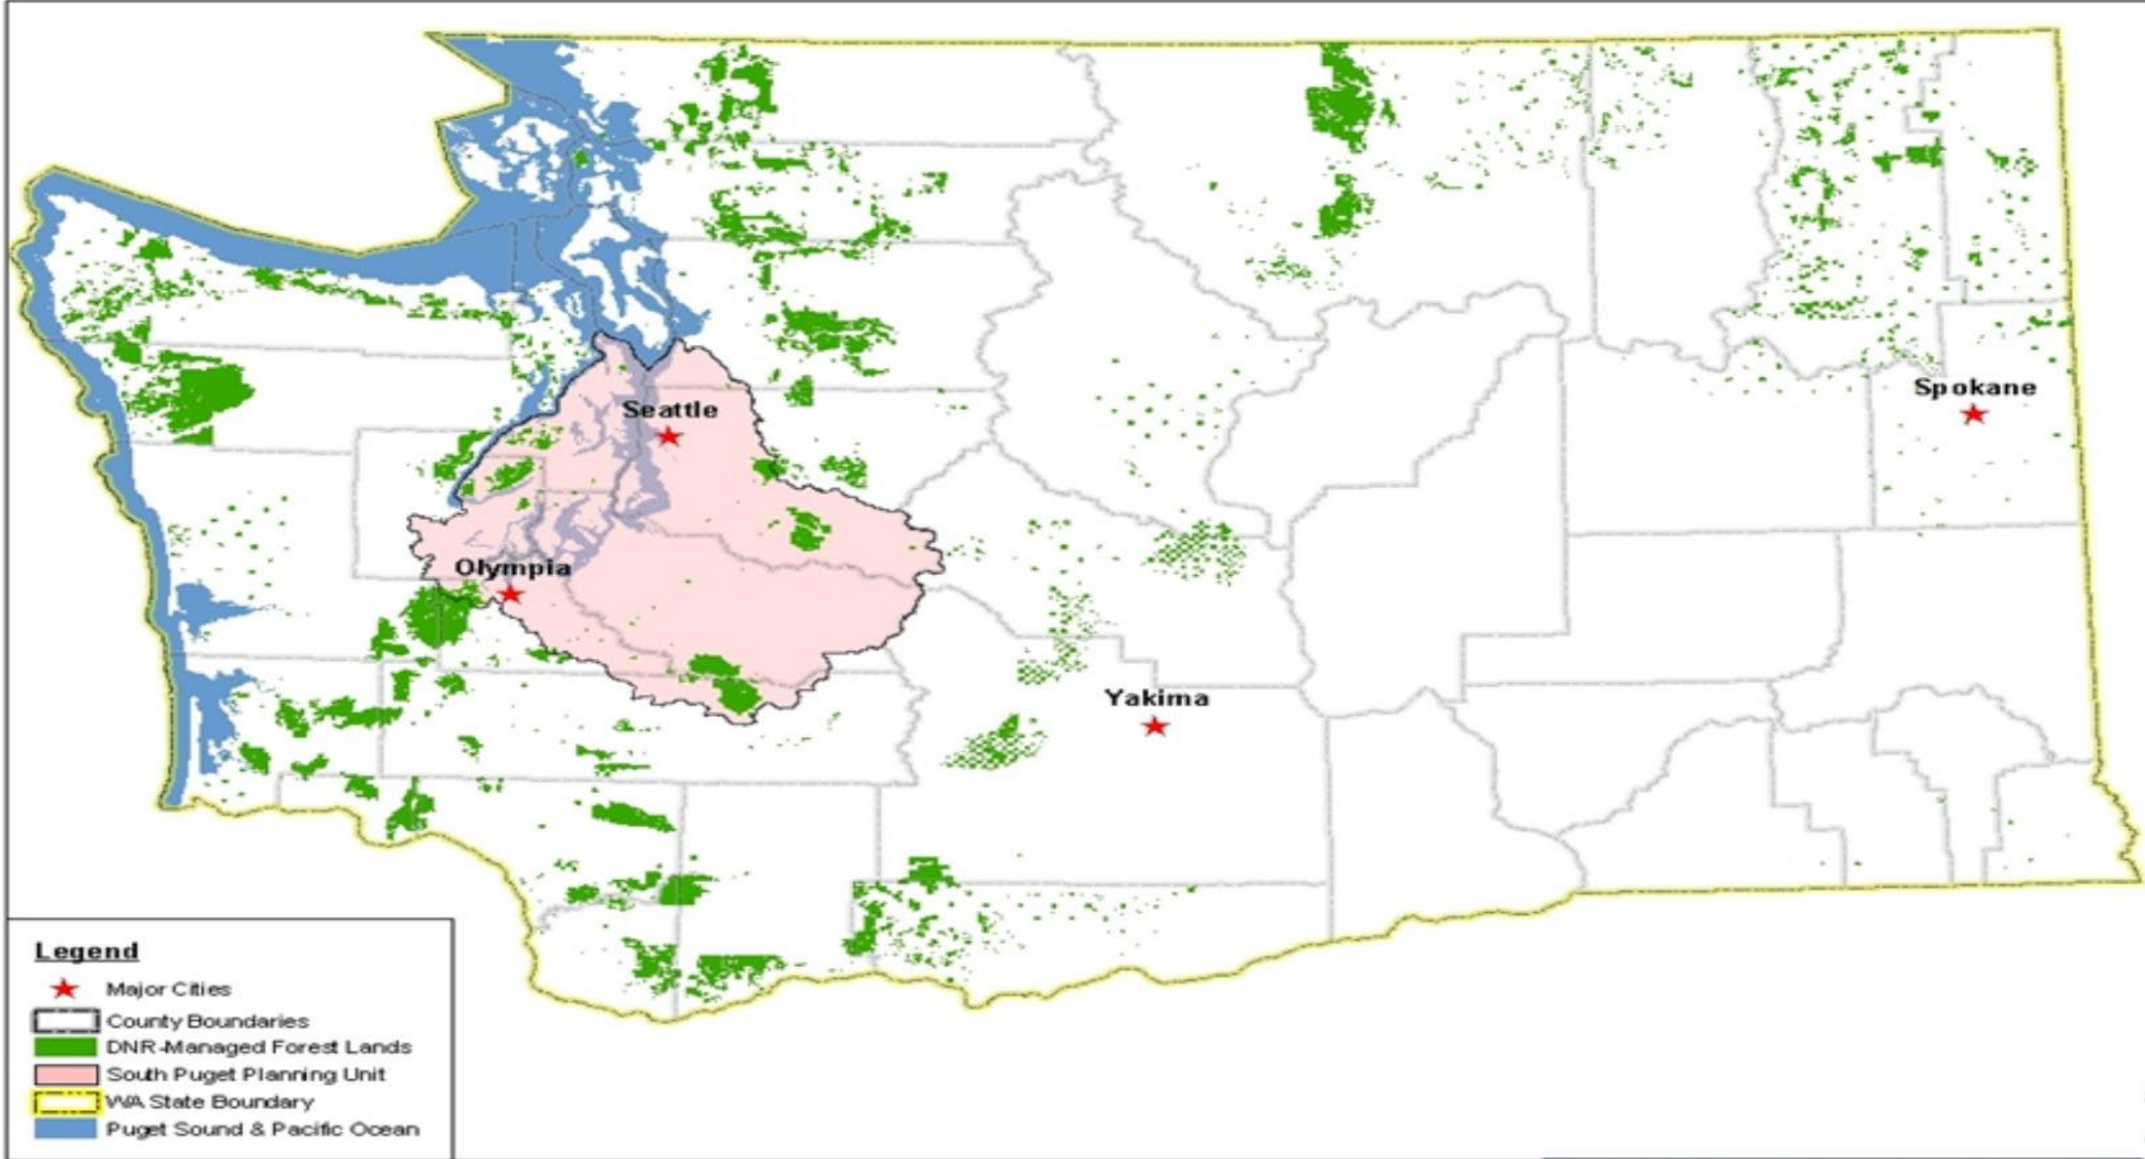 Seattle
Spokane
Olympia
Yakima
Legend
Major Cities
County Boundaries
DNR-Managed Forest Lands
South Puget Planning Unit
WA State Boundary
Puget Sound & Pacific Ocean